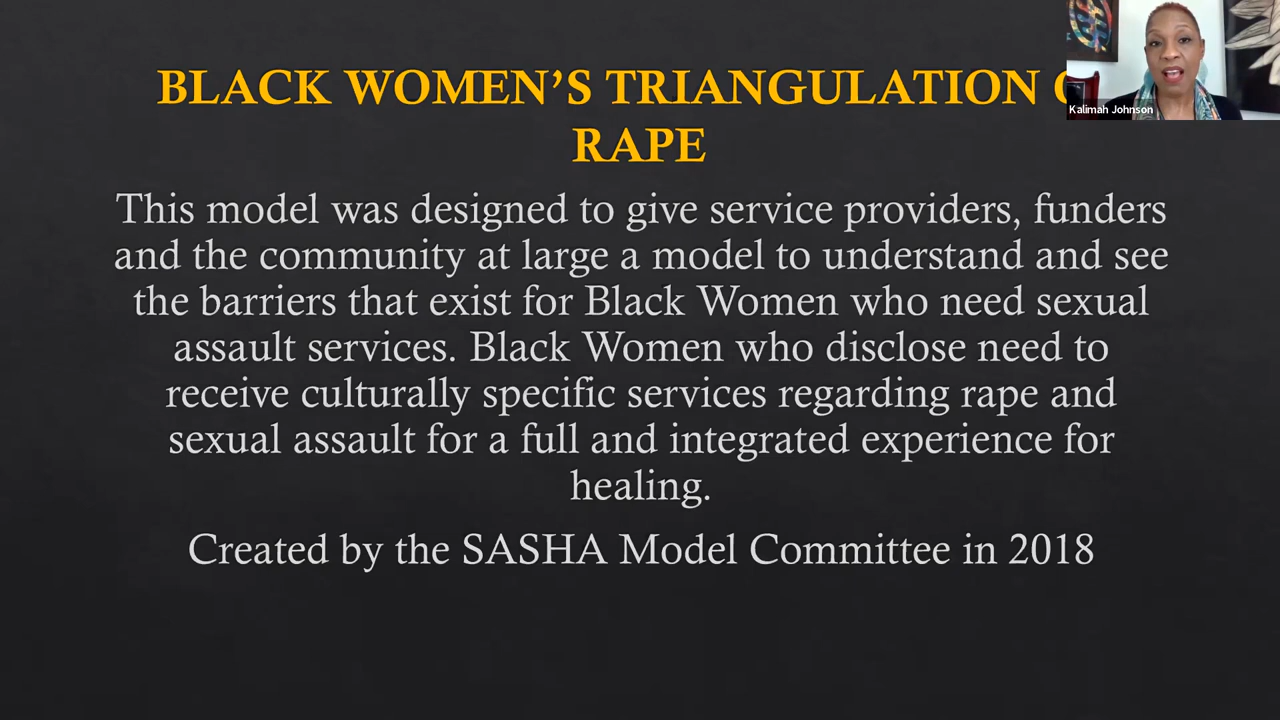 BLACK WOMEN’S TRIANGULATION
RAPE
Kalimah Johnson
This model was designed to give service providers, funders
and the community at large a model to understand and see
the barriers that exist for Black Women who need sexual
assault services. Black Women who disclose need to
receive culturally specific services regarding rape and
sexual assault for a full and integrated experience for
healing.
Created by the SASHA Model Committee in 2018